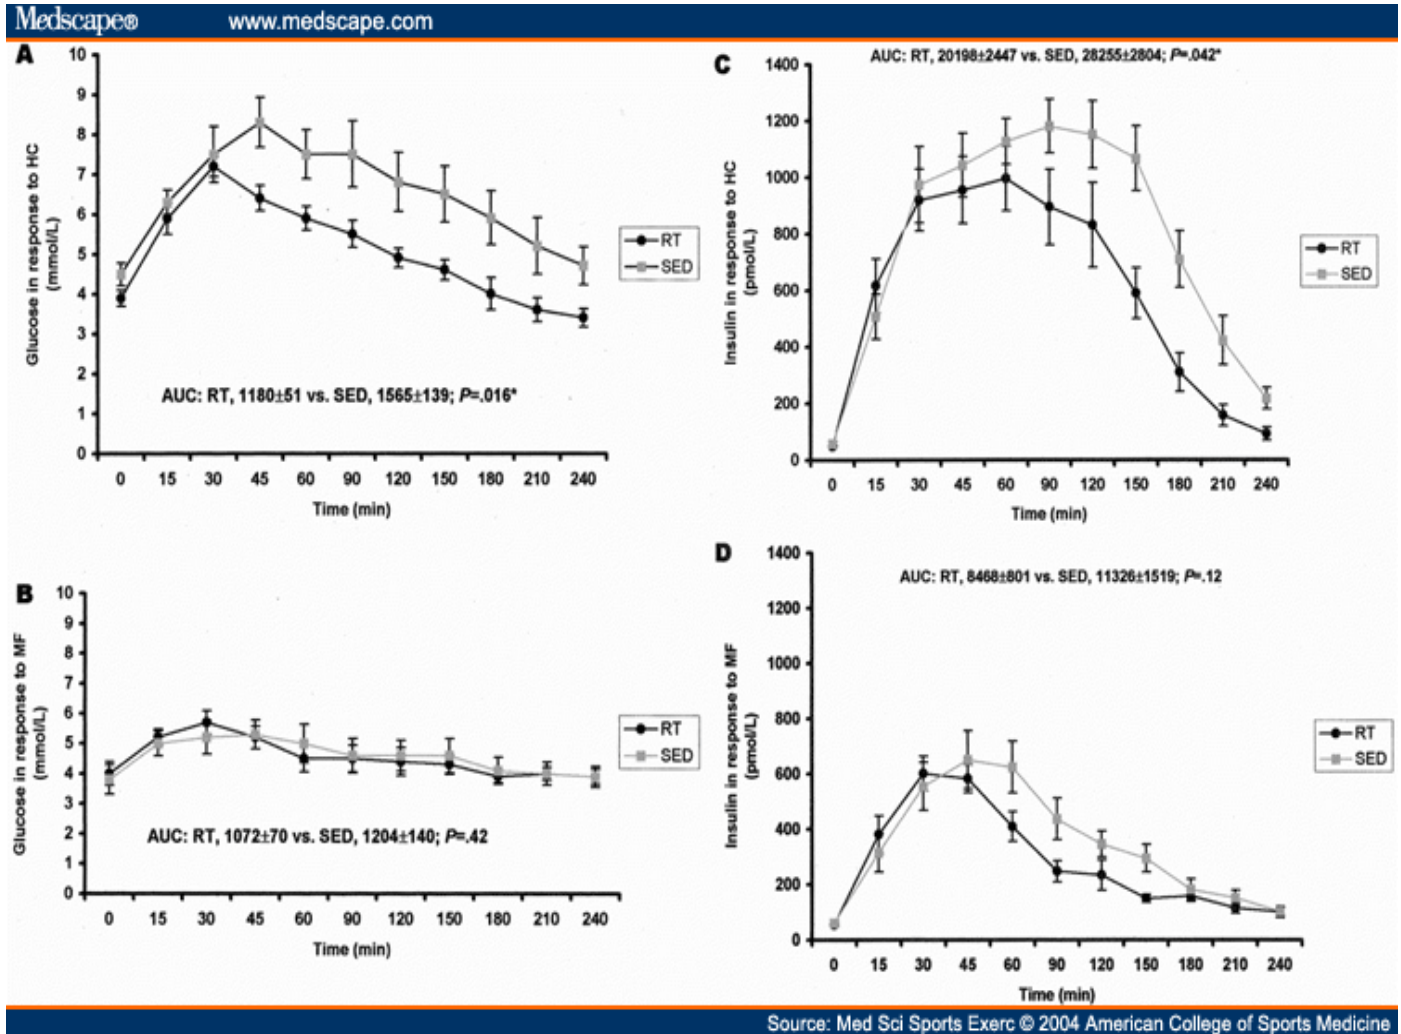 Medscape® www.medscape.com
A
10
9
8
7
6
5
4
3
2
1
0
Glucose in response to HC
(mmol/L)
AUC: RT, 1180±51 vs. SED, 1565±139; P=.016*
0 15 30 45 60 90 120 150 180 210 240
Time (min)
RT
SED
B
10
9
8
7
6
5
4
3
2
1
0
Glucose in response to MF
(mmol/L)
AUC: RT, 1072±70 vs. SED, 1204±140; P=.42
0 15 30 45 60 90 120 150 180 210 240
Time (min)
RT
SED
C
AUC: RT, 20198±2447 vs. SED, 28255±2804; P=.042*
1400
1200
1000
800
600
400
200
0
Insulin in response to HC
(pmol/L)
0 15 30 45 60 90 120 150 180 210 240
Time (min)
RT
SED
D
AUC: RT, 8468±801 vs. SED, 11326±1519; P=.12
1400
1200
1000
800
600
400
200
0
Insulin in response to MF
(pmol/L)
0 15 30 45 60 90 120 150 180 210 240
Time (min)
RT
SED
Source: Med Sci Sports Exerc © 2004 American College of Sports Medicine